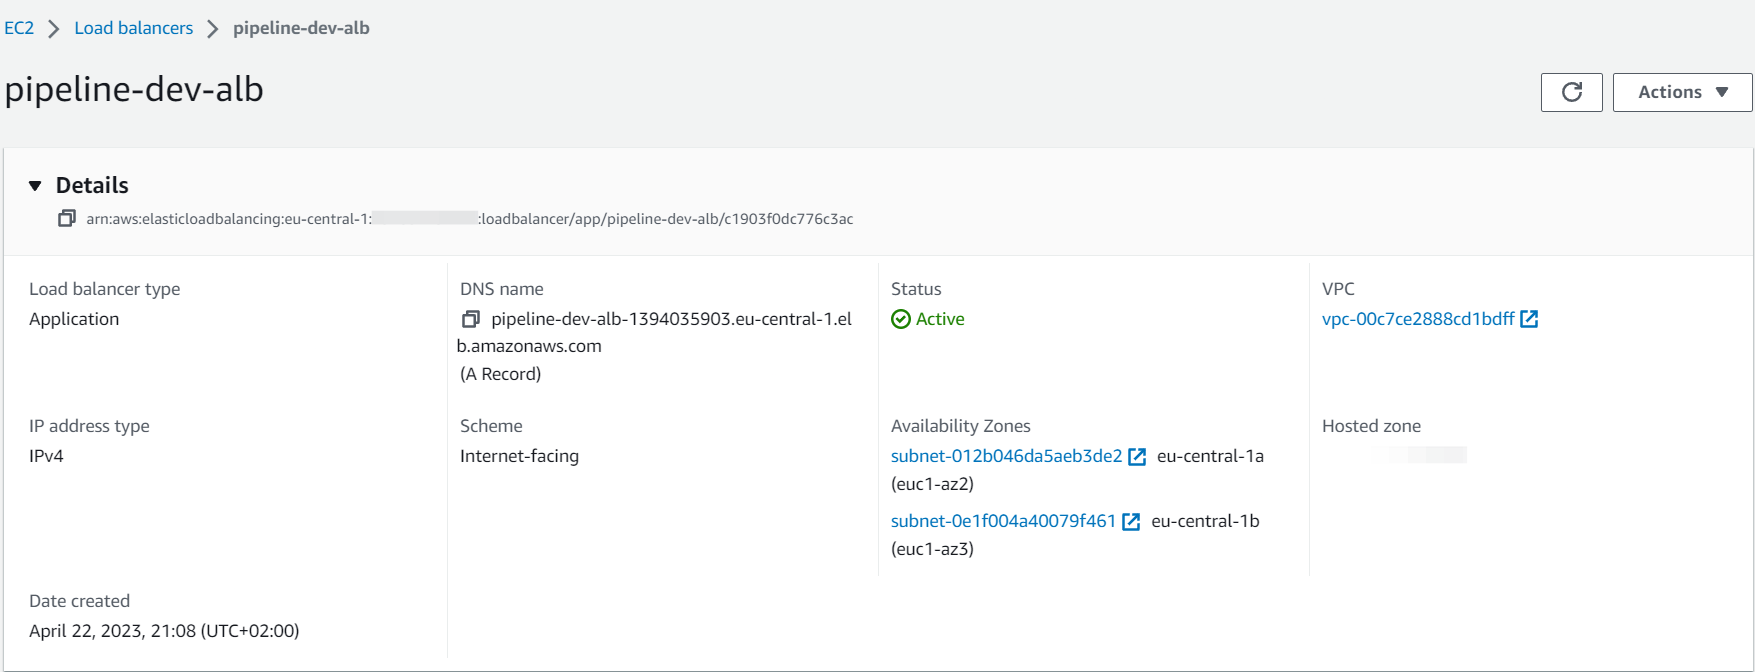 EC2 > Load balancers > pipeline-dev-alb
pipeline-dev-alb
Actions
Details
arn:aws:elasticloadbalancing:eu-central-1: :loadbalancer/app/pipeline-dev-alb/c1903f0dc776c3ac
Load balancer type
Application
DNS name
pipeline-dev-alb-1394035903.eu-central-1.el
b.amazonaws.com
(A Record)
Status
Active
VPC
vpc-00c7ce2888cd1bdff
IP address type
IPv4
Scheme
Internet-facing
Availability Zones
subnet-012b046da5aeb3de2 eu-central-1a
(euc1-az2)
subnet-0e1f004a40079f461 eu-central-1b
(euc1-az3)
Hosted zone
Date created
April 22, 2023, 21:08 (UTC+02:00)